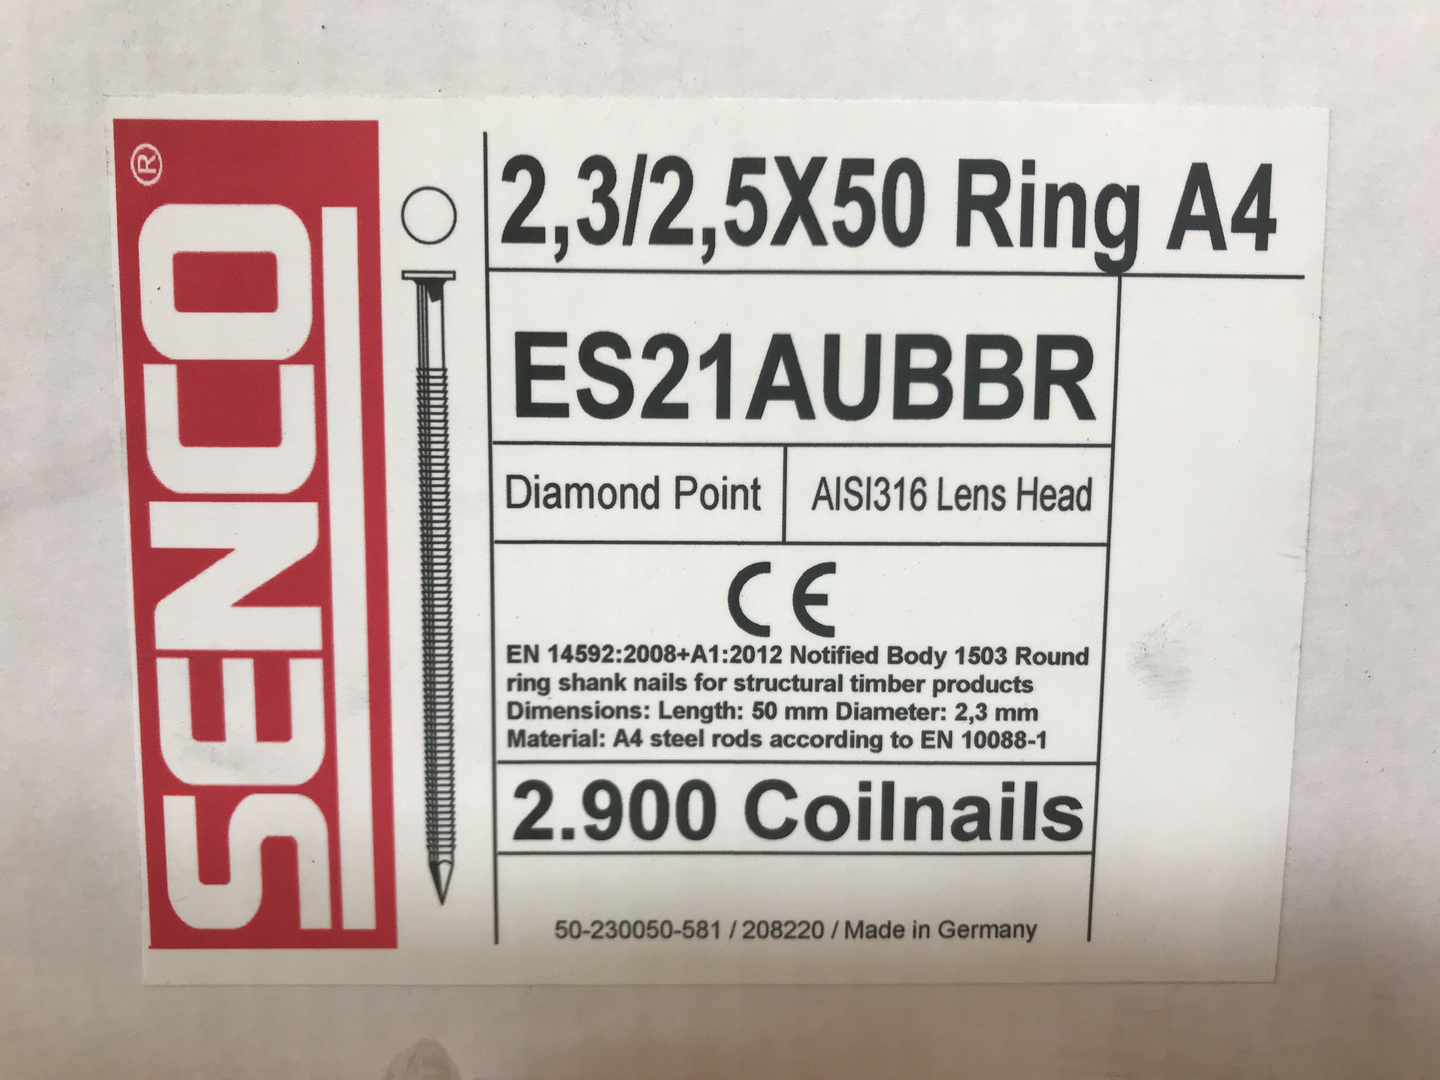 SENCO®
2,3/2,5X50 Ring A4
ES21AUBBR
Diamond Point
AISI316 Lens Head
CE
EN 14592:2008+A1:2012 Notified Body 1503 Round
ring shank nails for structural timber products
Dimensions: Length: 50 mm Diameter: 2,3 mm
Material: A4 steel rods according to EN 10088-1
2.900 Coilnails
50-230050-581 / 208220 / Made in Germany